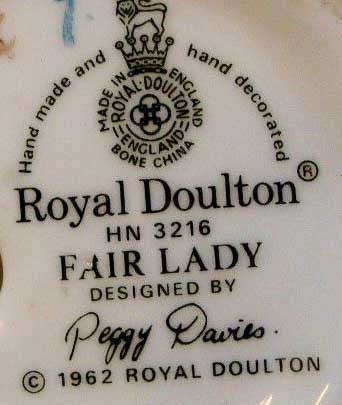 Hand made and hand decorated
MADE IN ENGLAND
ROYAL·DOULTON
ENGLAND
BONE CHINA
Royal Doulton®
HN 3216
FAIR LADY
DESIGNED BY
Peggy Davies.
© 1962 ROYAL DOULTON